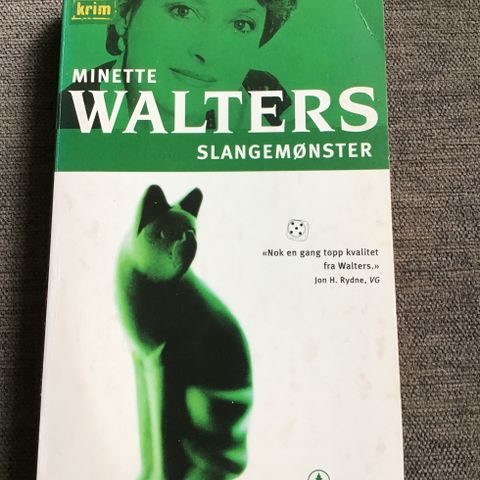 krim
MINETTE
WALTERS
SLANGEMØNSTER
«Nok en gang topp kvalitet
fra Walters.»
Jon H. Rydne, VG